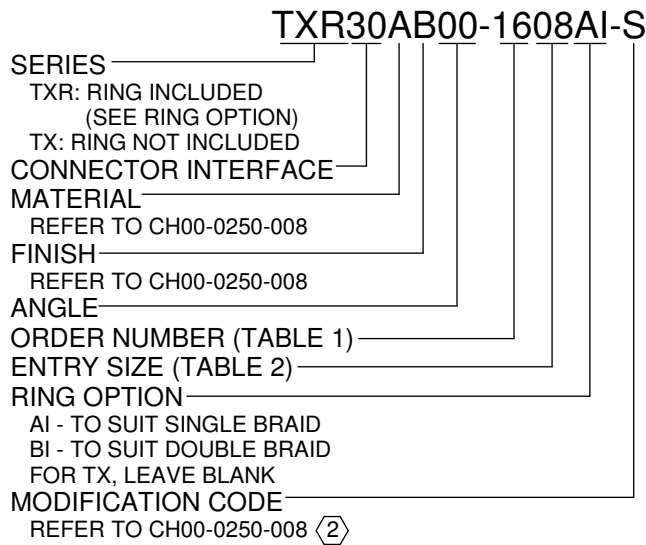 TXR30AB00-1608AI-S
SERIES
TXR: RING INCLUDED
(SEE RING OPTION)
TX: RING NOT INCLUDED
CONNECTOR INTERFACE
MATERIAL
REFER TO CH00-0250-008
FINISH
REFER TO CH00-0250-008
ANGLE
ORDER NUMBER (TABLE 1)
ENTRY SIZE (TABLE 2)
RING OPTION
AI - TO SUIT SINGLE BRAID
BI - TO SUIT DOUBLE BRAID
FOR TX, LEAVE BLANK
MODIFICATION CODE
REFER TO CH00-0250-008 2